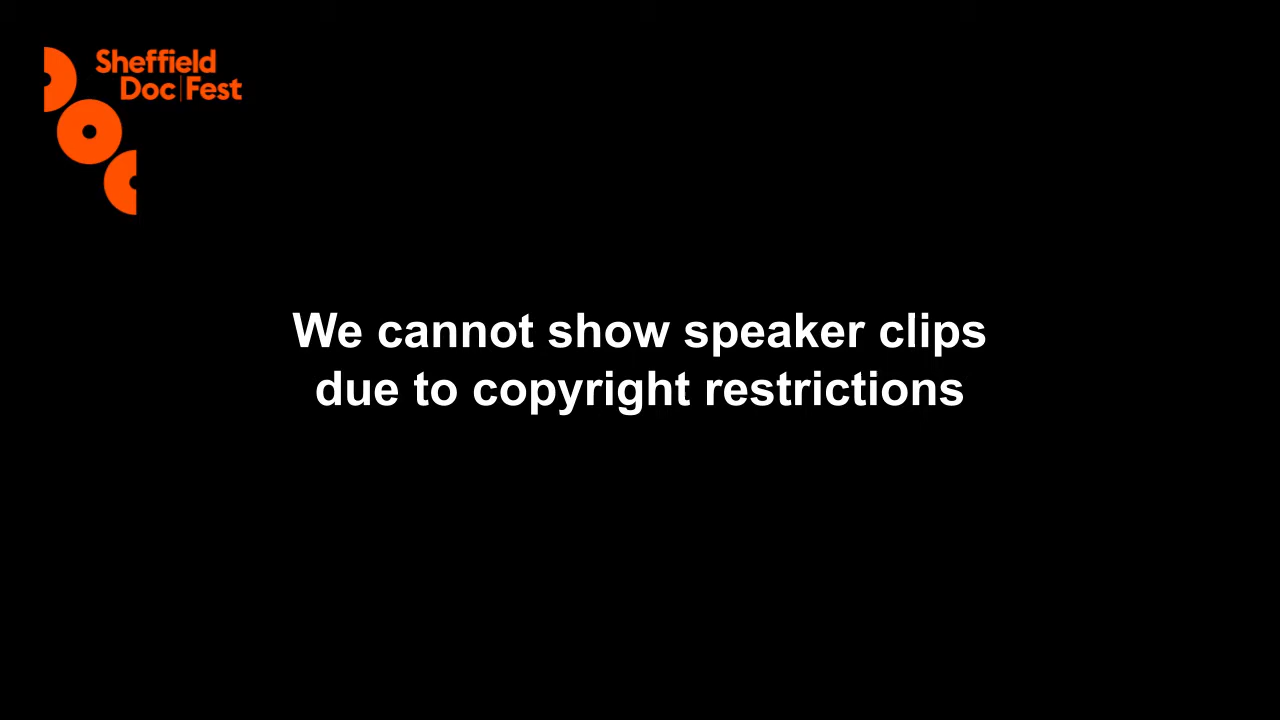 Sheffield
Doc|Fest
We cannot show speaker clips
due to copyright restrictions